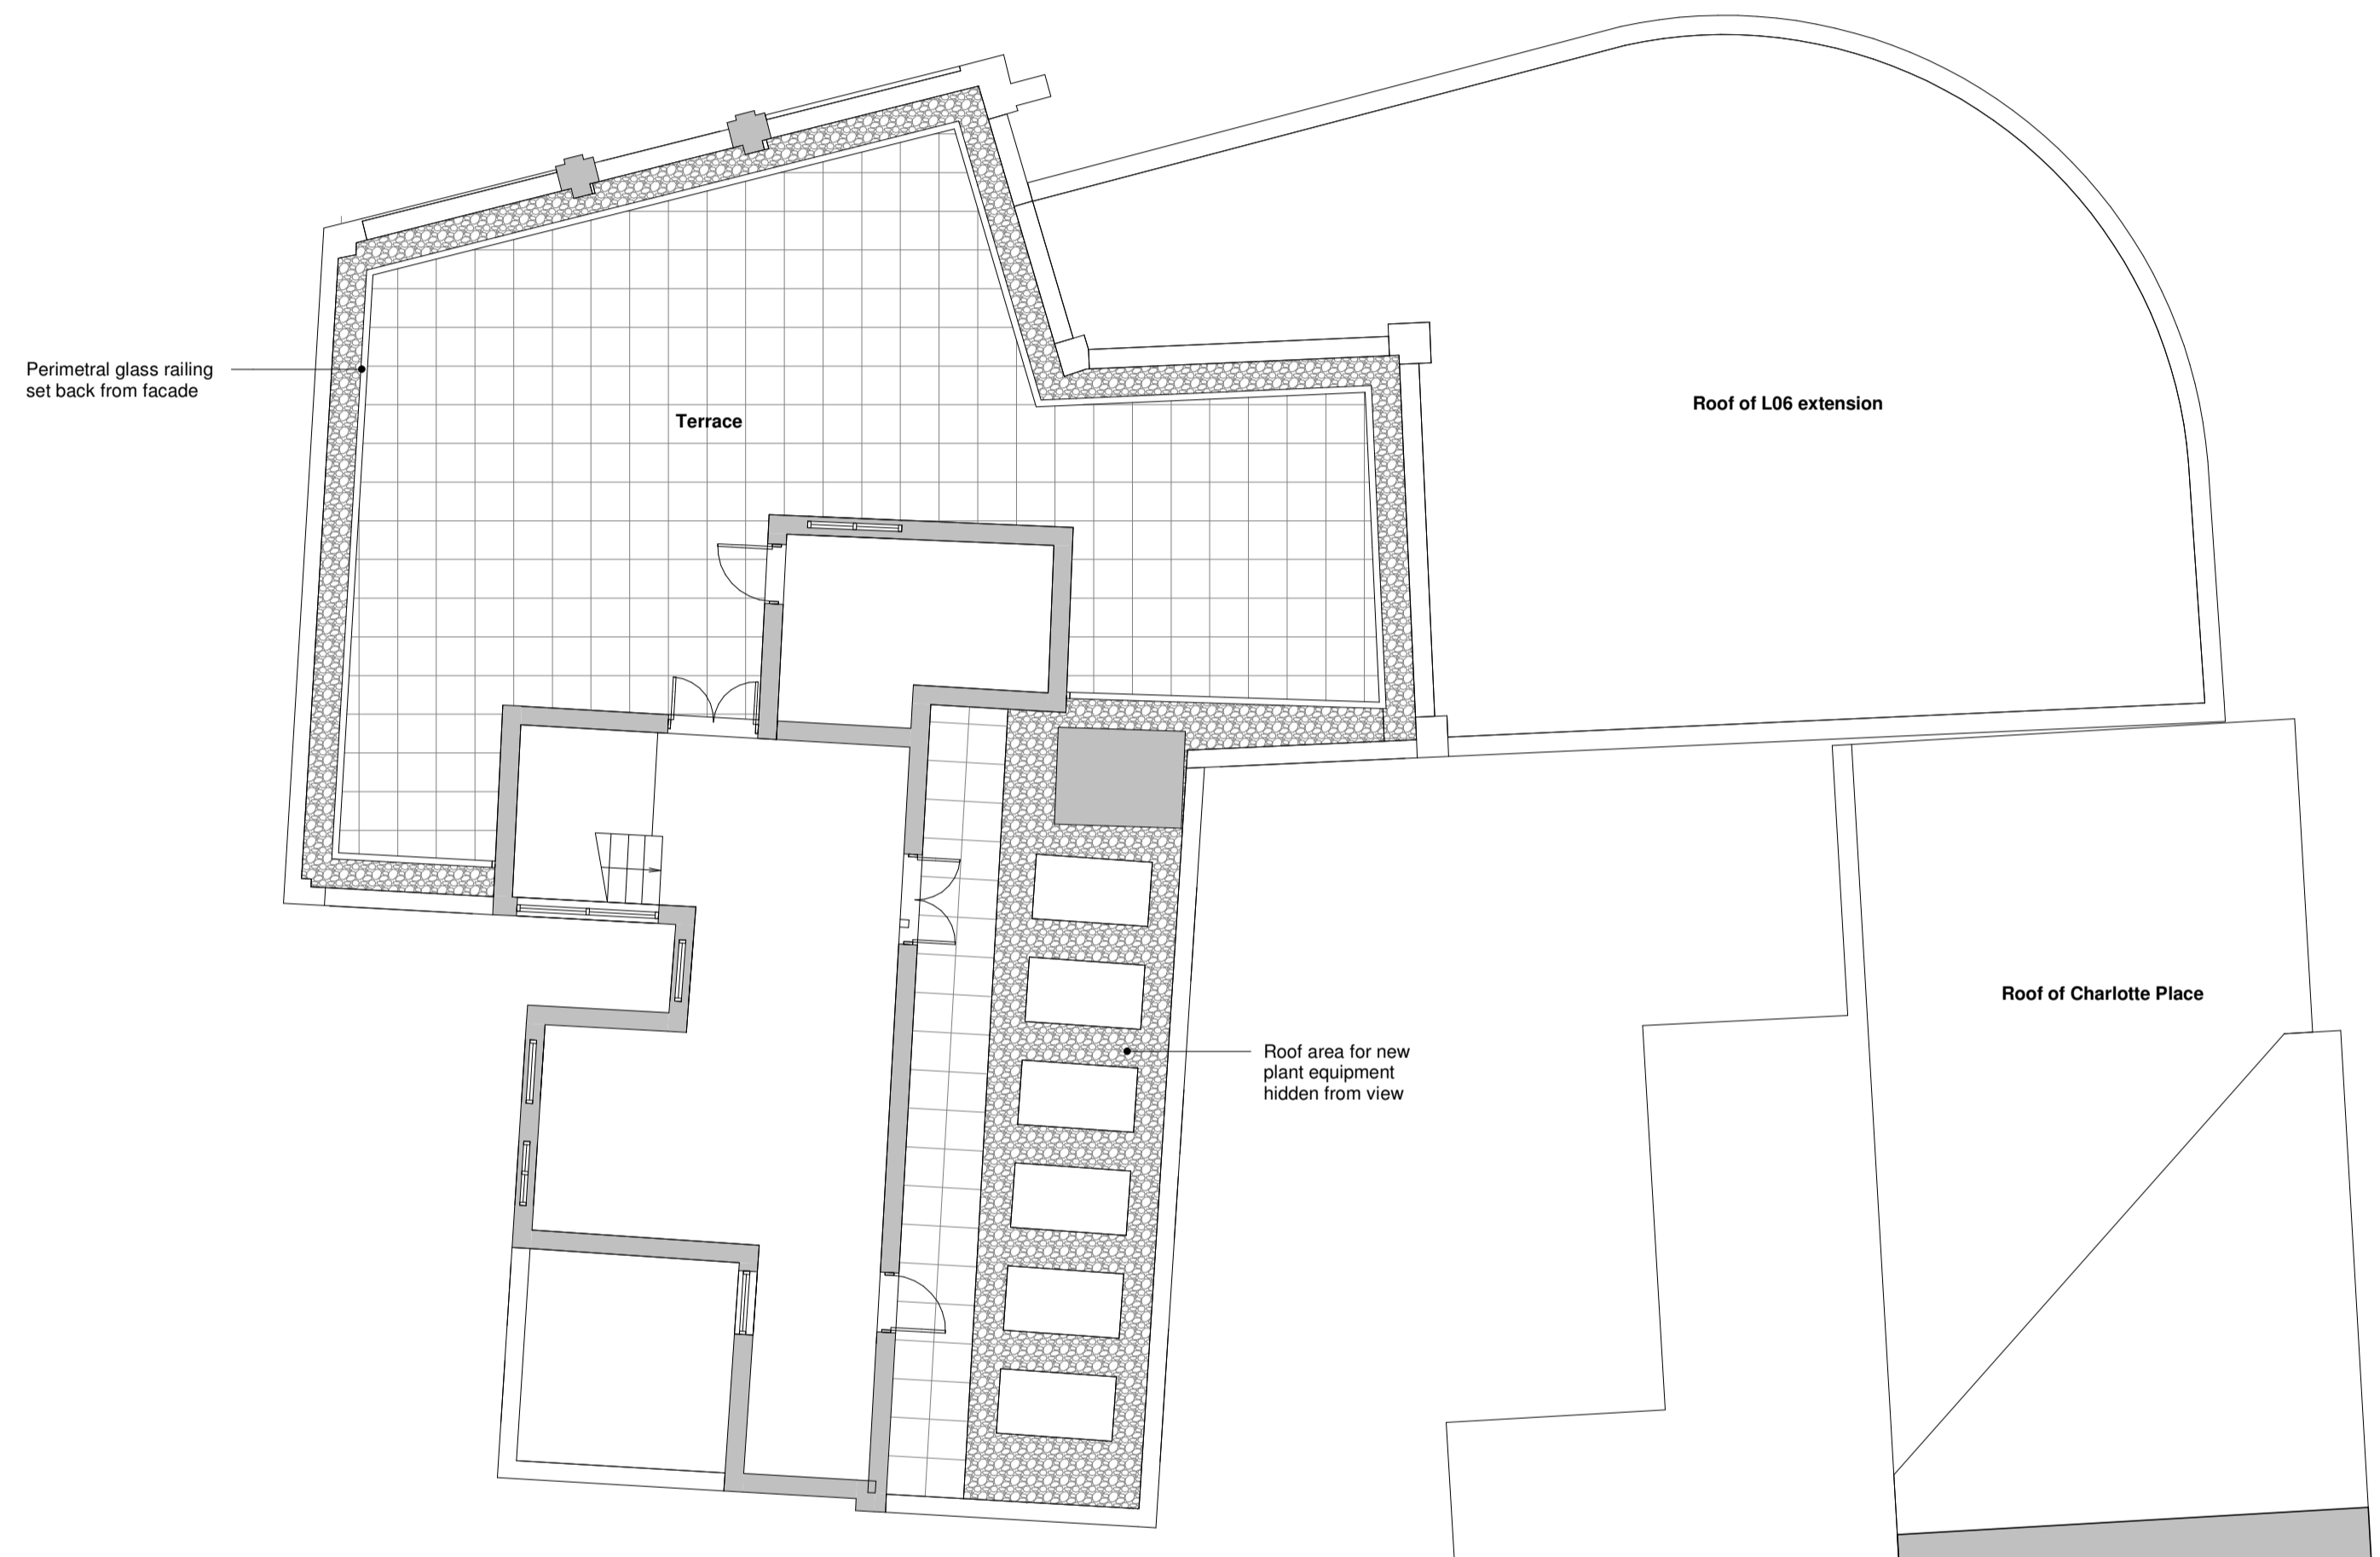 Perimetral glass railing
set back from facade
Terrace
Roof of L06 extension
Roof of Charlotte Place
Roof area for new
plant equipment
hidden from view